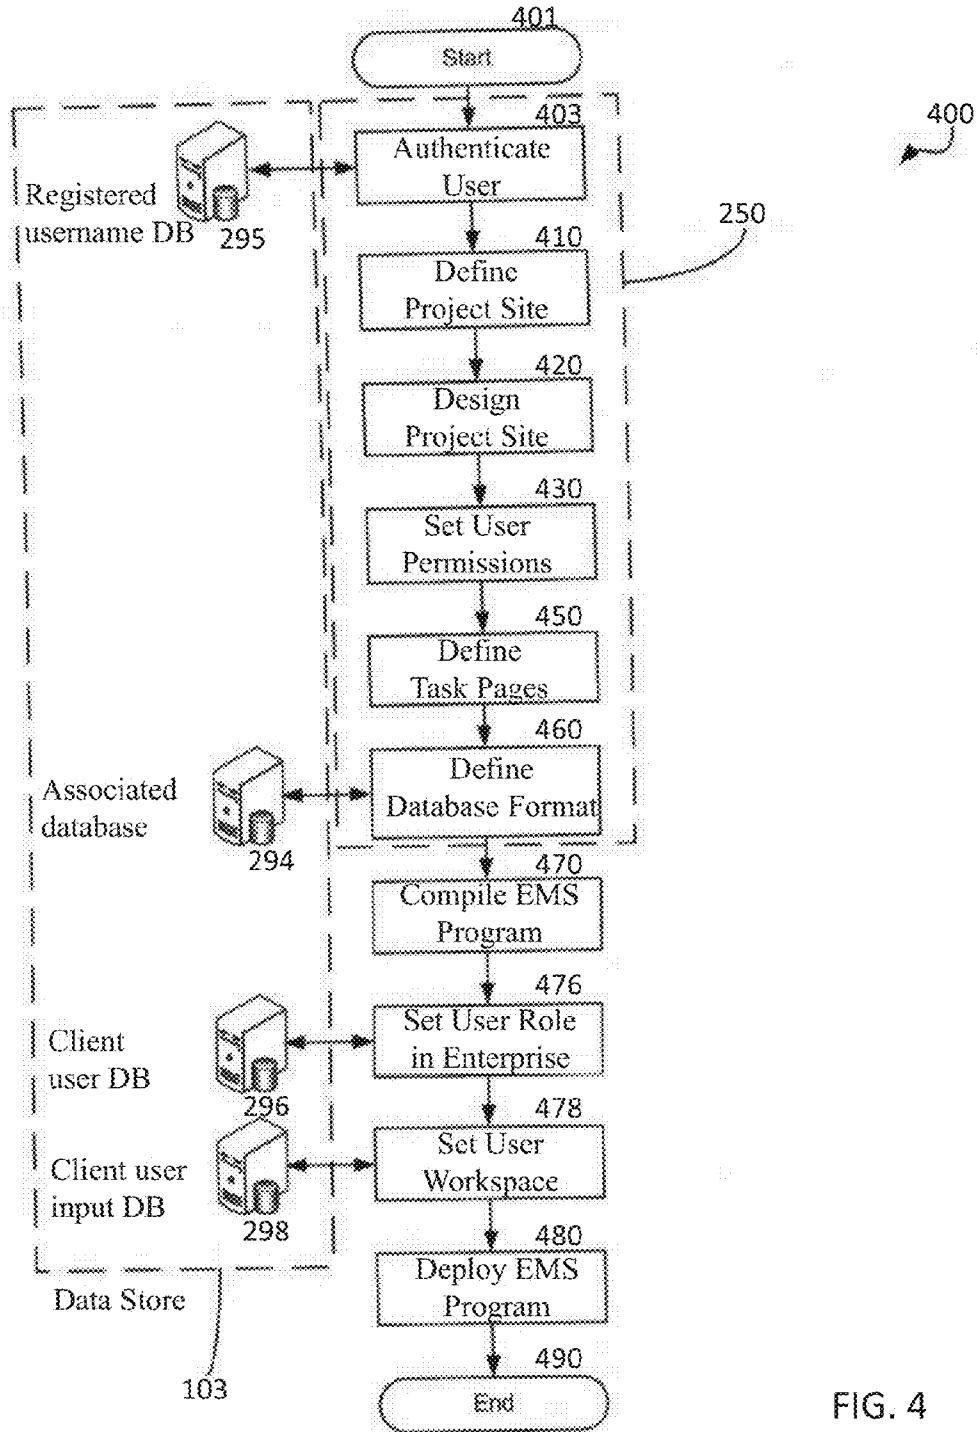 401
Start
400
403
Authenticate
User
Registered
username DB
295
250
410
Define
Project Site
420
Design
Project Site
430
Set User
Permissions
450
Define
Task Pages
460
Define
Database Format
Associated
database
294
470
Compile EMS
Program
476
Set User Role
in Enterprise
Client
user DB
296
478
Set User
Workspace
Client user
input DB
298
480
Deploy EMS
Program
Data Store
103
490
End
FIG. 4